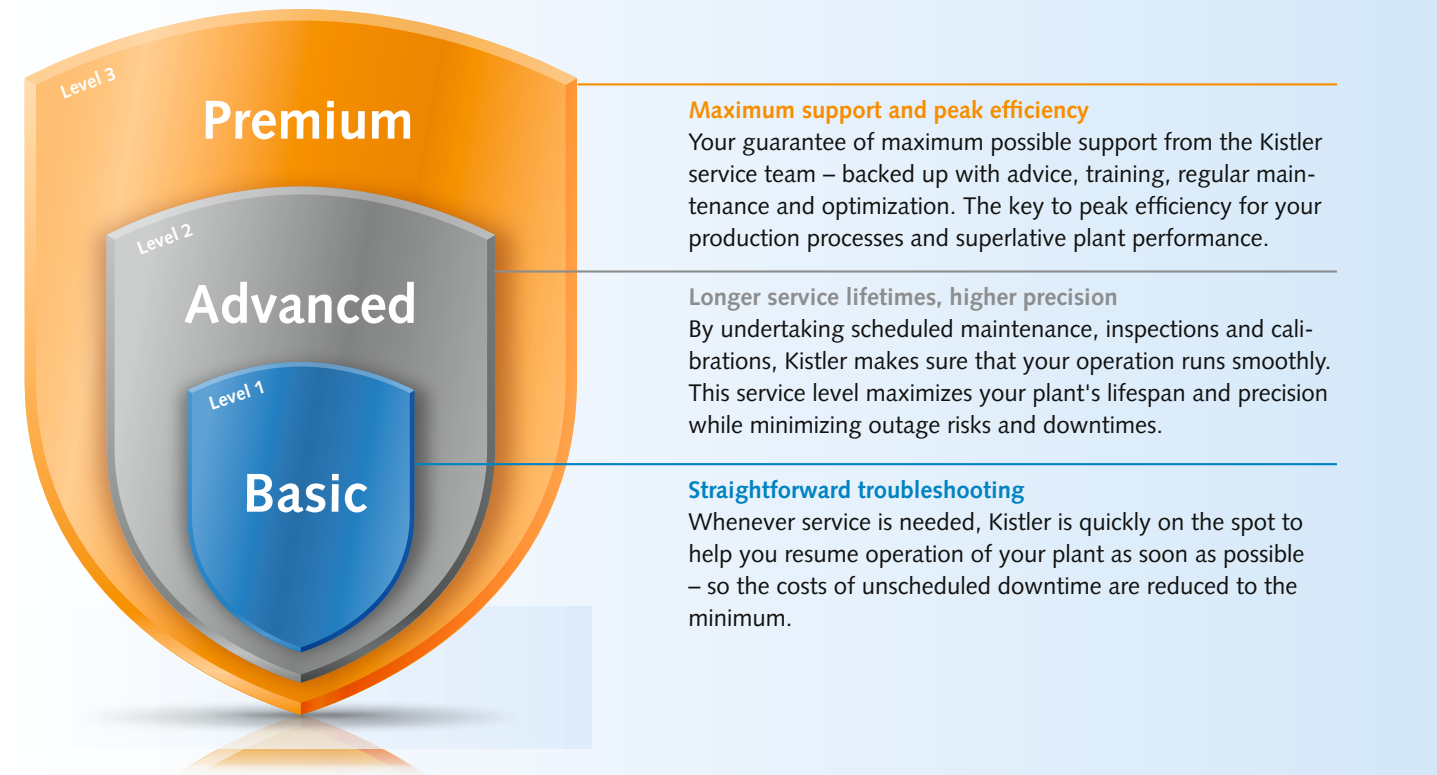 Level 3
Premium
Maximum support and peak efficiency
Your guarantee of maximum possible support from the Kistler
service team – backed up with advice, training, regular main-
tenance and optimization. The key to peak efficiency for your
production processes and superlative plant performance.
Level 2
Advanced
Longer service lifetimes, higher precision
By undertaking scheduled maintenance, inspections and cali-
brations, Kistler makes sure that your operation runs smoothly.
This service level maximizes your plant's lifespan and precision
while minimizing outage risks and downtimes.
Level 1
Basic
Straightforward troubleshooting
Whenever service is needed, Kistler is quickly on the spot to
help you resume operation of your plant as soon as possible
– so the costs of unscheduled downtime are reduced to the
minimum.